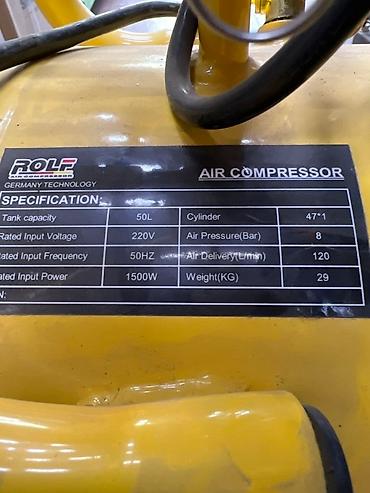 ROLF
AIR COMPRESSOR
GERMANY TECHNOLOGY
AIR COMPRESSOR
SPECIFICATION:
Tank capacity 50L Cylinder 47*1
Rated Input Voltage 220V Air Pressure(Bar) 8
Rated Input Frequency 50HZ Air Delivery(L/min) 120
ated Input Power 1500W Weight(KG) 29
N: